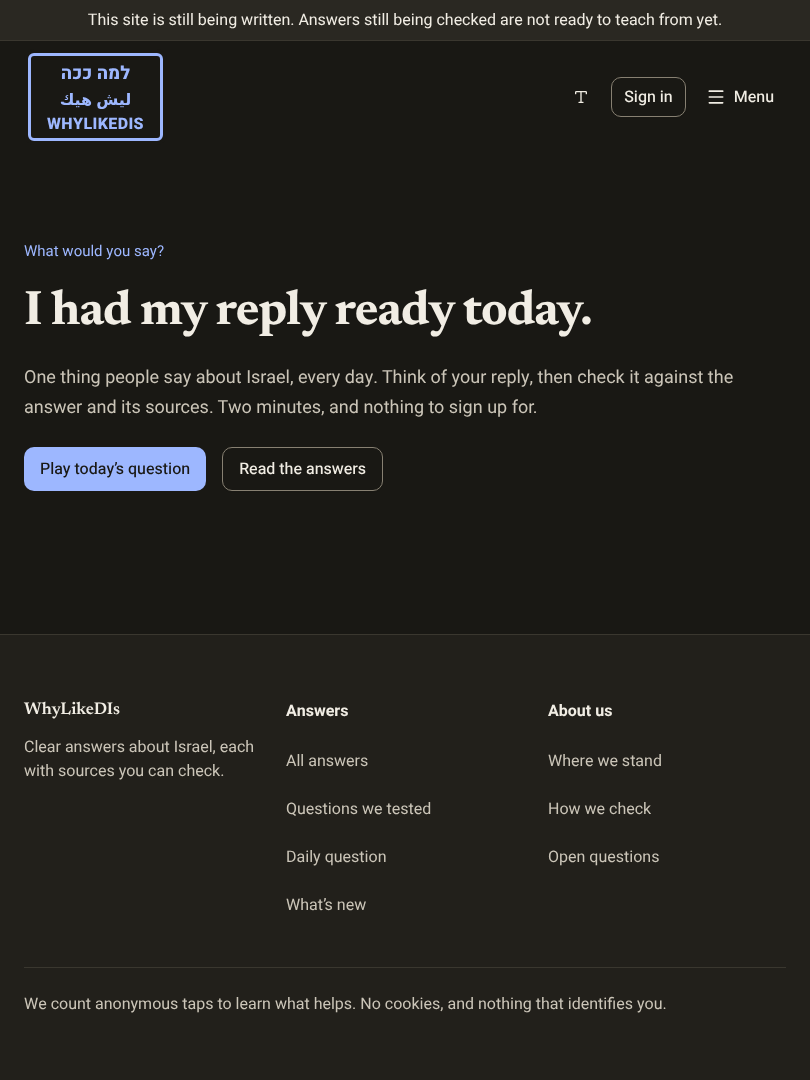 This site is still being written. Answers still being checked are not ready to teach from yet.
למה ככה
ليش هيك
WHYLIKEDIS
T
Sign in
Menu
What would you say?
I had my reply ready today.
One thing people say about Israel, every day. Think of your reply, then check it against the
answer and its sources. Two minutes, and nothing to sign up for.
Play today’s question
Read the answers
WhyLikeDIs
Clear answers about Israel, each
with sources you can check.
Answers
All answers
Questions we tested
Daily question
What’s new
About us
Where we stand
How we check
Open questions
We count anonymous taps to learn what helps. No cookies, and nothing that identifies you.